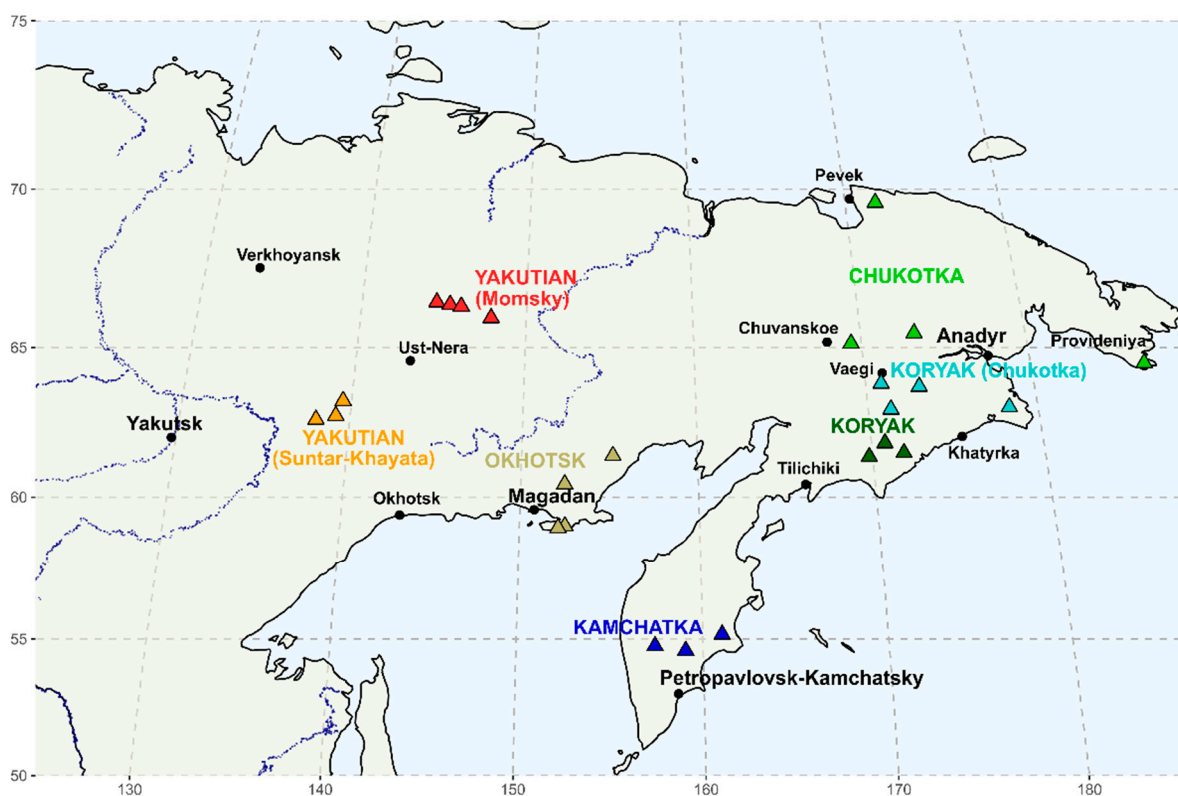 75
Pevek
70
Verkhoyansk
YAKUTIAN
(Momsky)
CHUKOTKA
Chuvanskoe
Anadyr
Provideniya
65
Ust-Nera
Vaegi
KORYAK (Chukotka)
Yakutsk
YAKUTIAN
(Suntar-Khayata)
KORYAK
Khatyrka
OKHOTSK
Tilichiki
60
Okhotsk
Magadan
55
KAMCHATKA
Petropavlovsk-Kamchatsky
50
130
140
150
160
170
180